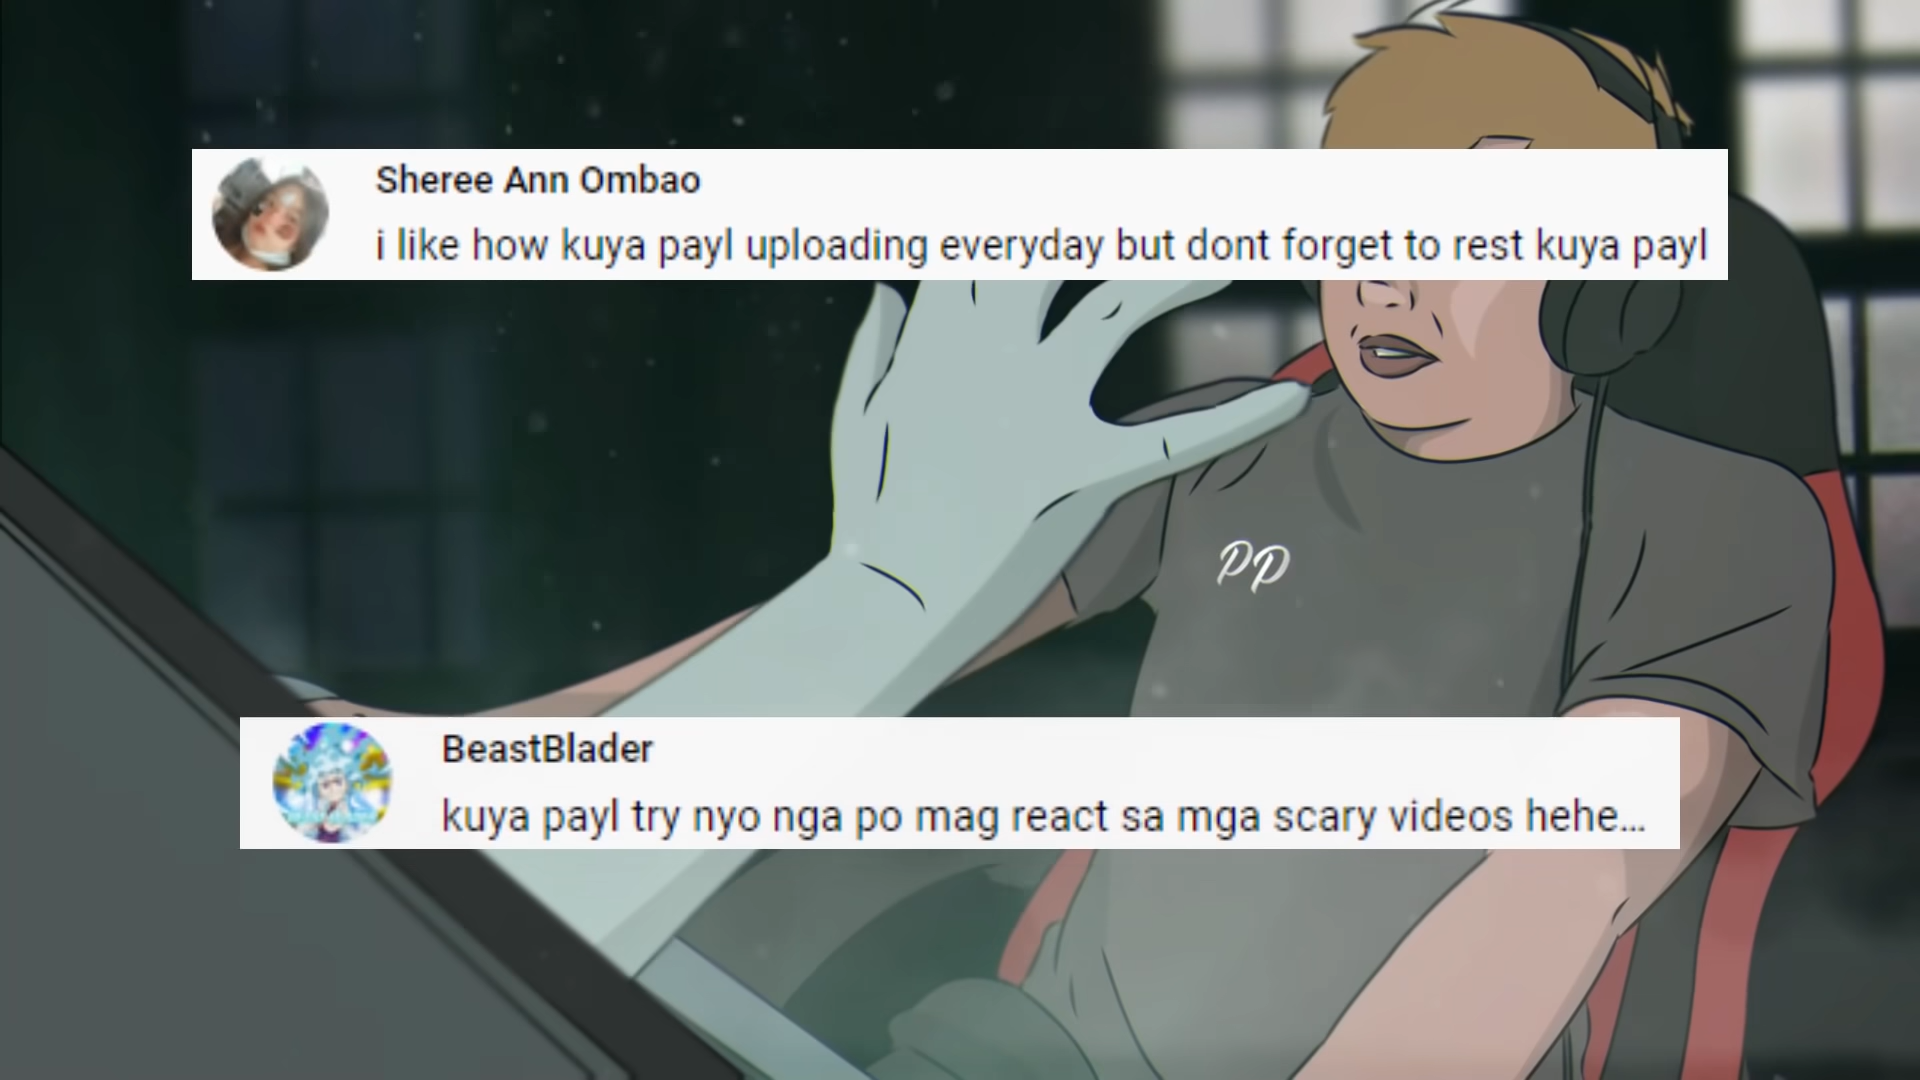 Sheree Ann Ombao
i like how kuya payl uploading everyday but dont forget to rest kuya payl
PP
BeastBlader
kuya payl try nyo nga po mag react sa mga scary videos hehe...